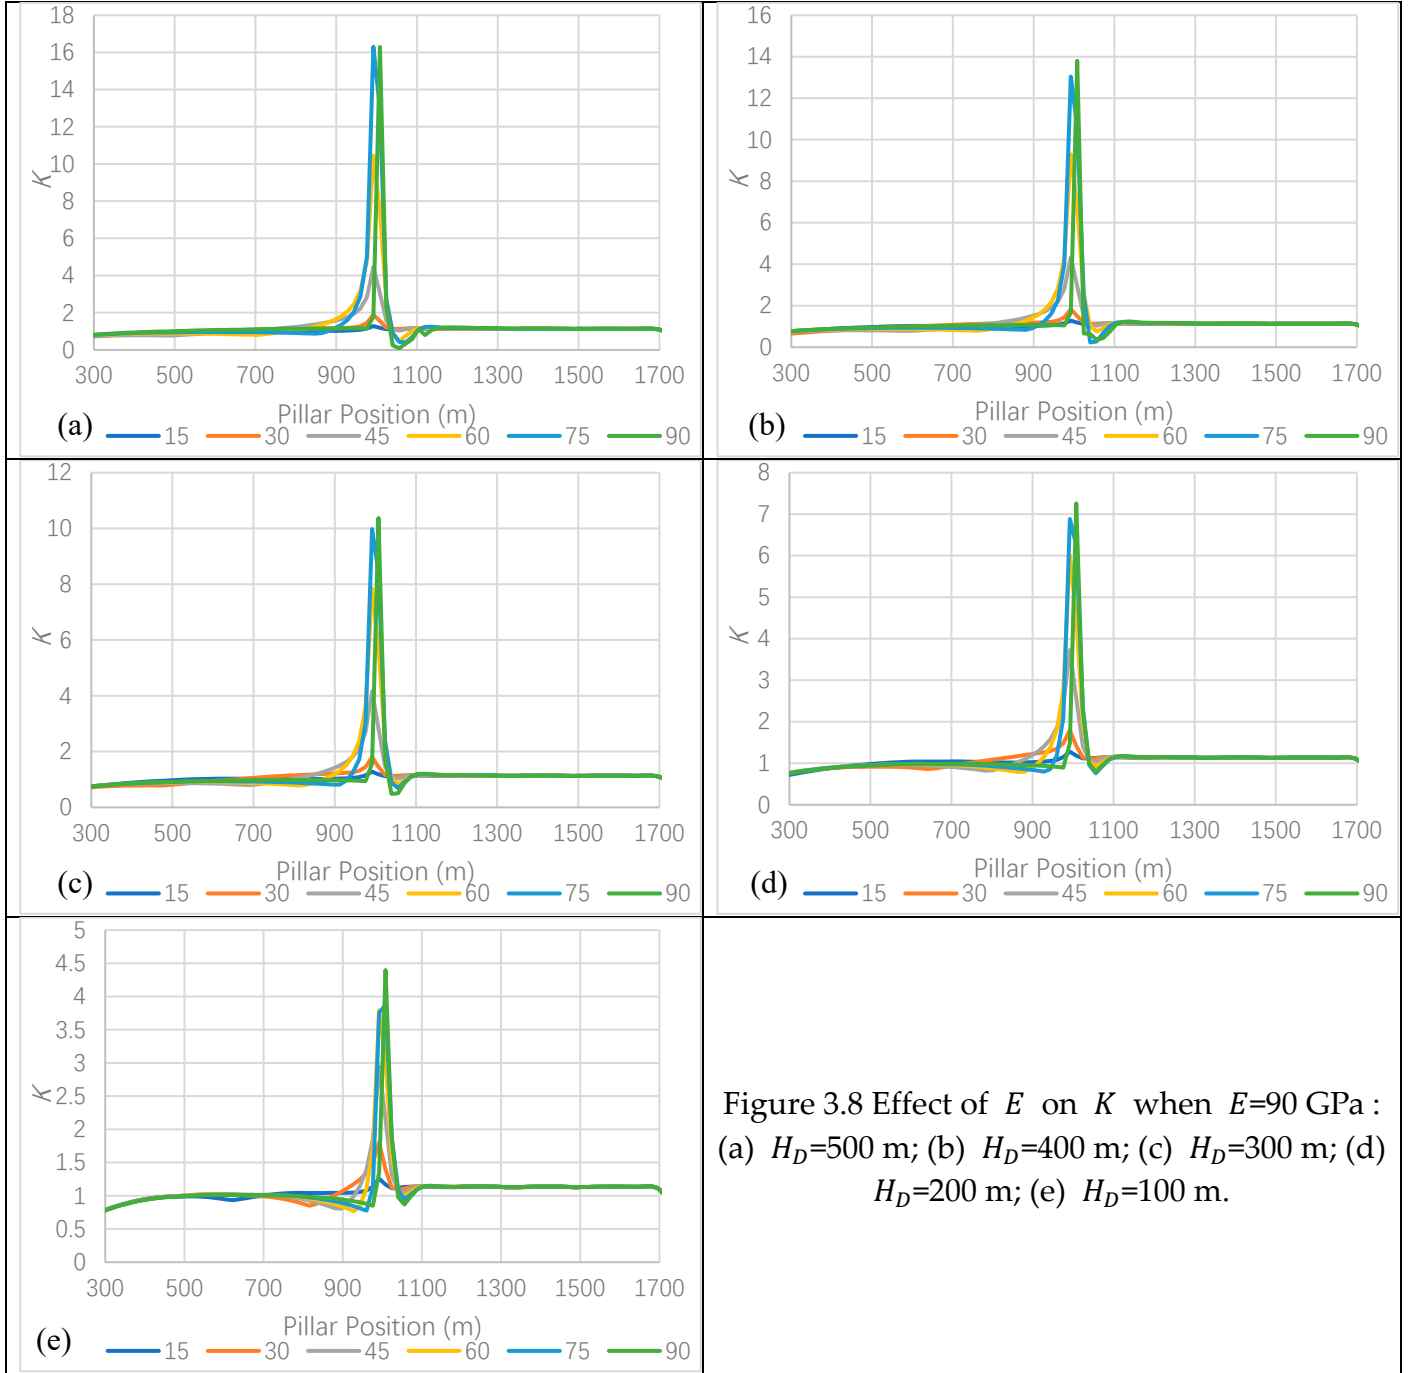 18
16
14
12
10
8
6
4
2
0
K
300 500 700 900 1100 1300 1500 1700
Pillar Position (m)
(a)
15 30 45 60 75 90
16
14
12
10
8
6
4
2
0
K
300 500 700 900 1100 1300 1500 1700
Pillar Position (m)
(b)
15 30 45 60 75 90
12
10
8
6
4
2
0
K
300 500 700 900 1100 1300 1500 1700
Pillar Position (m)
(c)
15 30 45 60 75 90
8
7
6
5
4
3
2
1
0
K
300 500 700 900 1100 1300 1500 1700
Pillar Position (m)
(d)
15 30 45 60 75 90
5
4.5
4
3.5
3
2.5
2
1.5
1
0.5
0
K
300 500 700 900 1100 1300 1500 1700
Pillar Position (m)
(e)
15 30 45 60 75 90
Figure 3.8 Effect of E on K when E=90 GPa :
(a) H_D=500 m; (b) H_D=400 m; (c) H_D=300 m; (d)
H_D=200 m; (e) H_D=100 m.